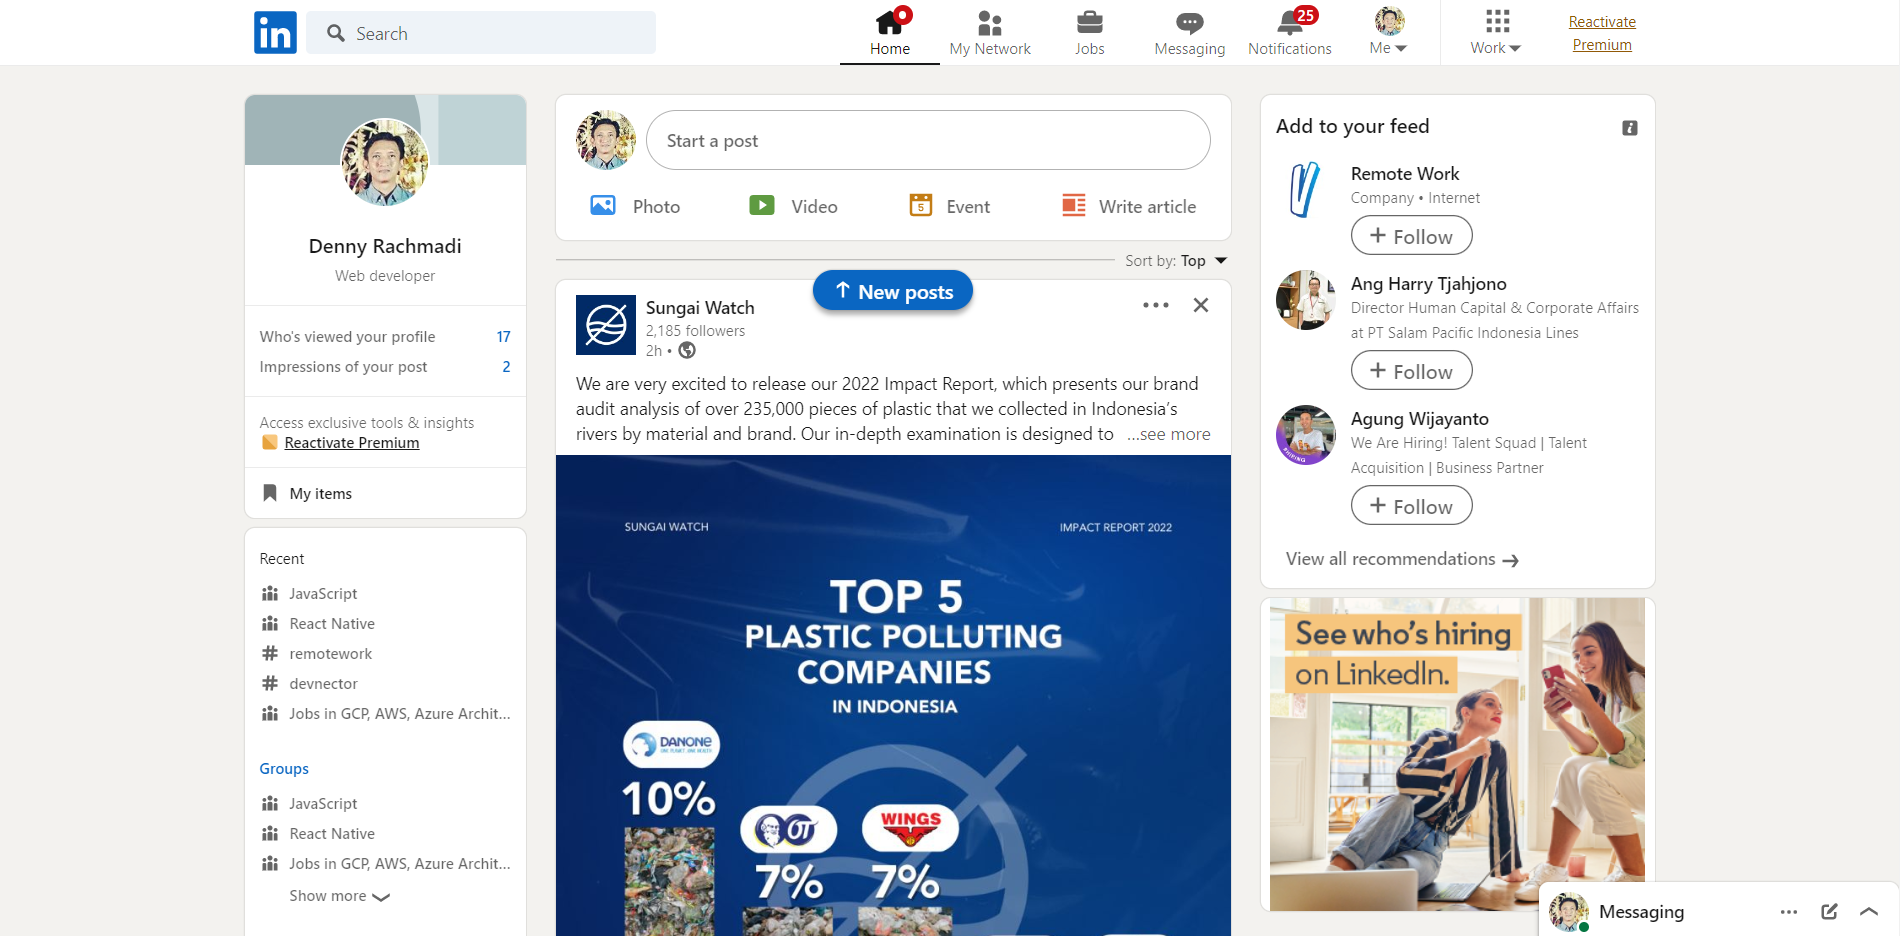 in
Search
Home
My Network
Jobs
Messaging
25
Notifications
Me
Work
Reactivate
Premium
Denny Rachmadi
Web developer
Who's viewed your profile 17
Impressions of your post 2
Access exclusive tools & insights
Reactivate Premium
My items
Recent
JavaScript
React Native
# remotework
# devnector
Jobs in GCP, AWS, Azure Archit...
Groups
JavaScript
React Native
Jobs in GCP, AWS, Azure Archit...
Show more
Start a post
Photo
Video
5
Event
Write article
Sort by: Top
↑ New posts
Sungai Watch
2,185 followers
2h •
We are very excited to release our 2022 Impact Report, which presents our brand
audit analysis of over 235,000 pieces of plastic that we collected in Indonesia’s
rivers by material and brand. Our in-depth examination is designed to ...see more
SUNGAI WATCH
IMPACT REPORT 2022
TOP 5
PLASTIC POLLUTING
COMPANIES
IN INDONESIA
DANONE
ONE PLANET. ONE HEALTH
10%
OT
7%
WINGS
7%
Add to your feed
Remote Work
Company • Internet
+ Follow
Ang Harry Tjahjono
Director Human Capital & Corporate Affairs
at PT Salam Pacific Indonesia Lines
+ Follow
Agung Wijayanto
#HIRING
We Are Hiring! Talent Squad | Talent
Acquisition | Business Partner
+ Follow
View all recommendations →
See who’s hiring
on LinkedIn.
Messaging